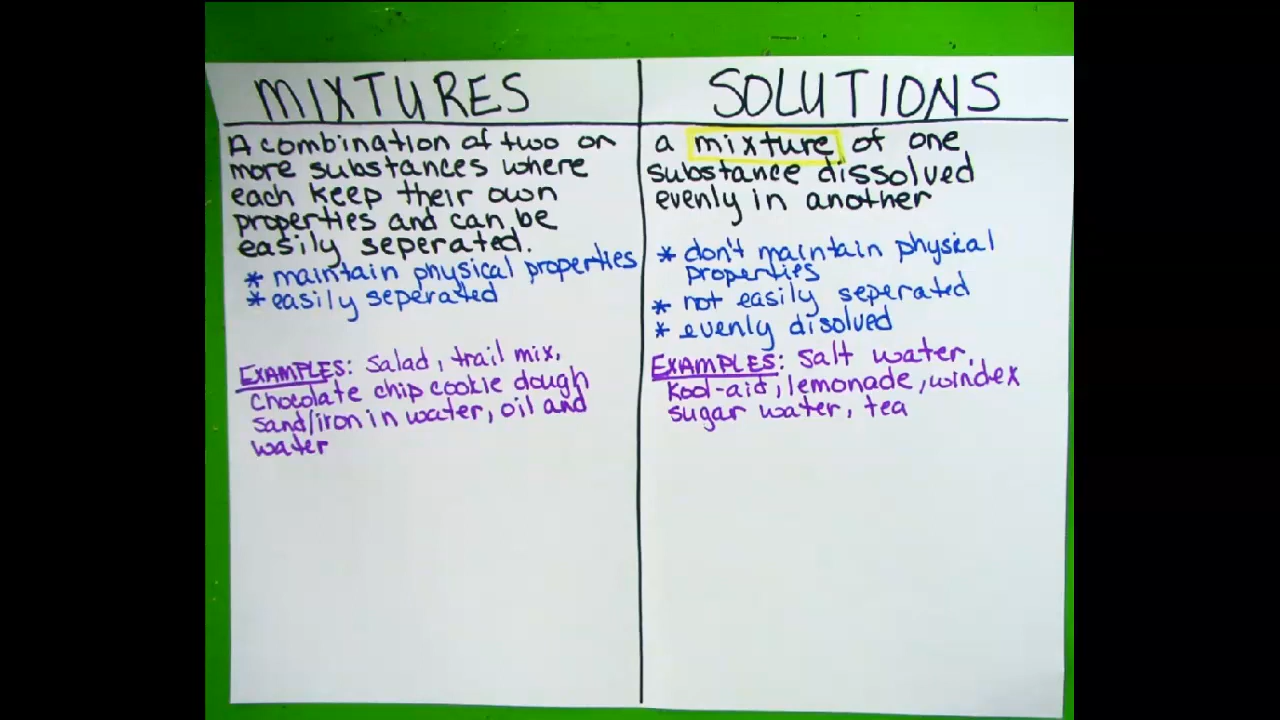 MIXTURES
A combination of two or
more substances where
each keep their own
properties and can be
easily seperated.
* maintain physical properties
* easily seperated
EXAMPLES: salad, trail mix,
chocolate chip cookie dough
sand/iron in water, oil and
water
SOLUTIONS
a mixture of one
substance dissolved
evenly in another
* don't maintain physical
properties
* not easily seperated
* evenly disolved
EXAMPLES: salt water,
Kool-aid, lemonade, windex
sugar water, tea